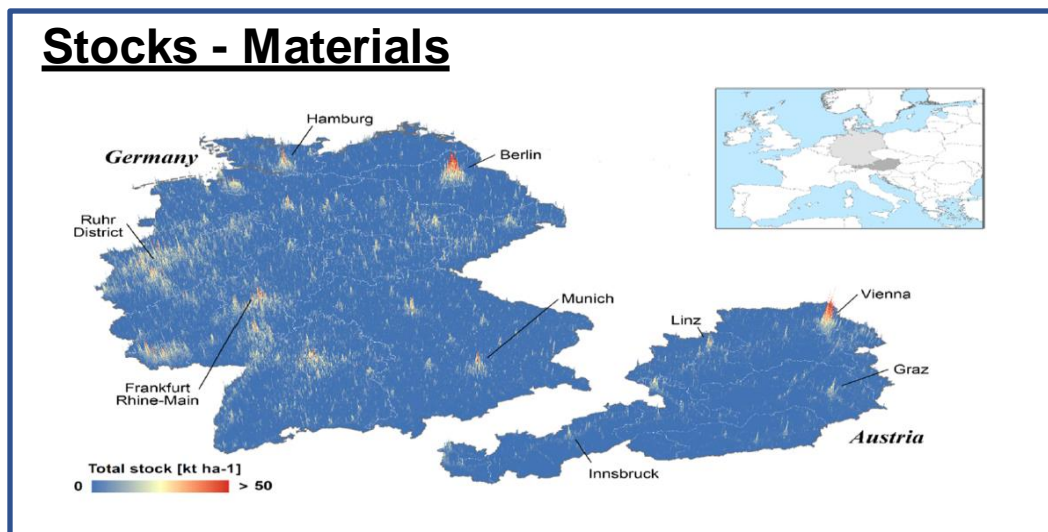 Stocks - Materials
Hamburg
Germany
Berlin
Ruhr
District
Munich
Vienna
Linz
Graz
Frankfurt
Rhine-Main
Austria
Innsbruck
Total stock [kt ha-1]
0 > 50